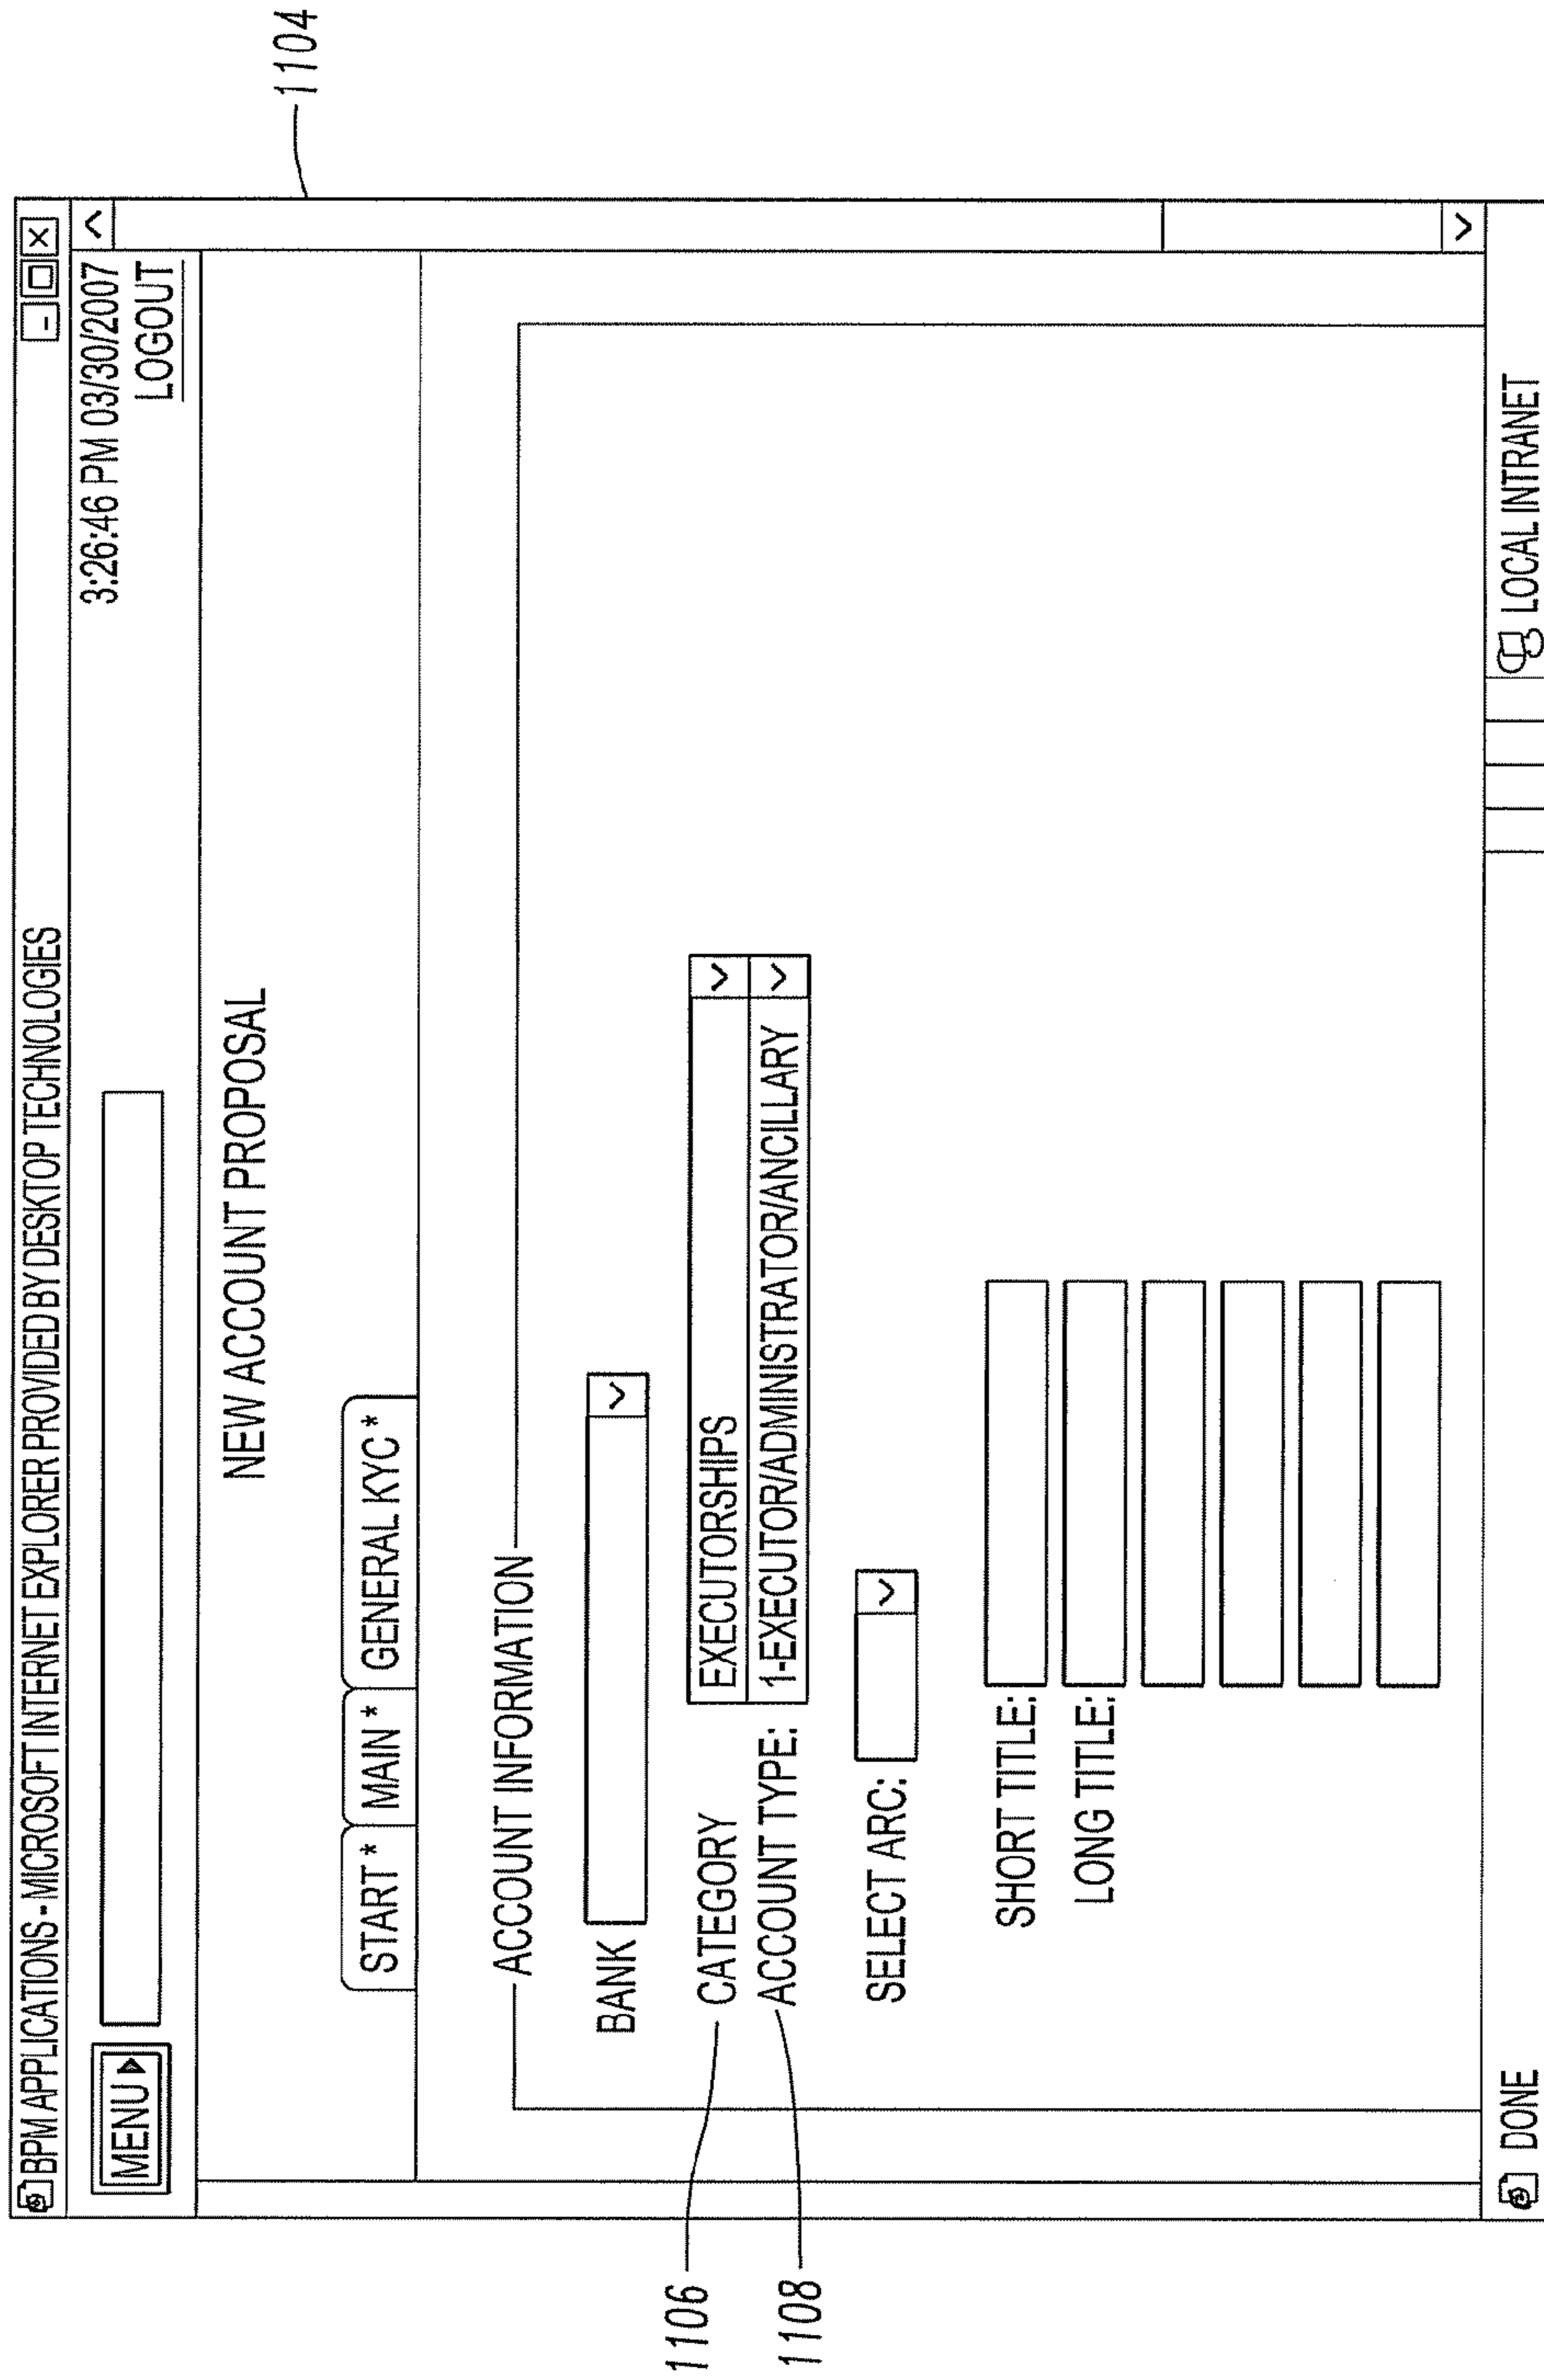 BPM APPLICATIONS - MICROSOFT INTERNET EXPLORER PROVIDED BY DESKTOP TECHNOLOGIES
MENU
3:26:46 PM 03/30/2007
LOGOUT
1104
NEW ACCOUNT PROPOSAL
START * MAIN * GENERAL KYC *
ACCOUNT INFORMATION
BANK
1106 CATEGORY EXECUTORSHIPS
1108 ACCOUNT TYPE: 1-EXECUTOR/ADMINISTRATOR/ANCILLARY
SELECT ARC:
SHORT TITLE:
LONG TITLE:
DONE LOCAL INTRANET